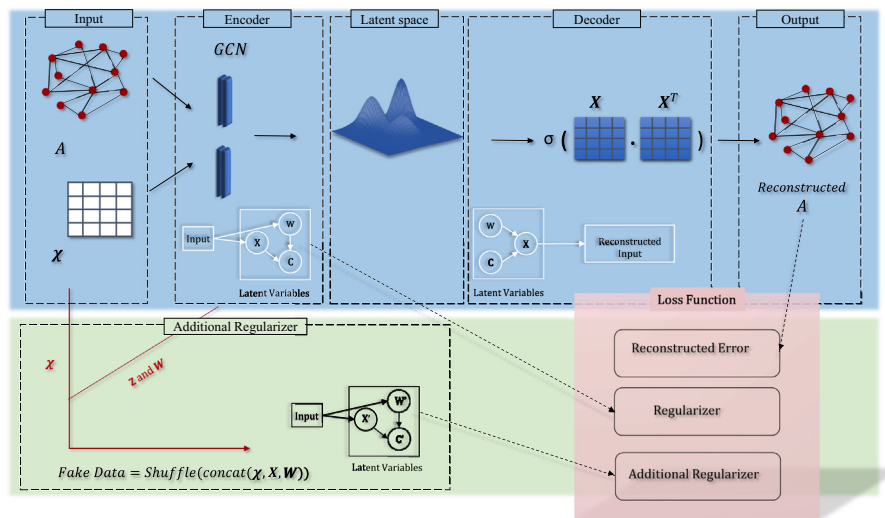 Input
Encoder
Latent space
Decoder
Output
GCN
A
χ
σ ( X . X^T )
Reconstructed
A
Input
W
X
C
Latent Variables
W
C
X
Reconstructed
Input
Latent Variables
Loss Function
Reconstructed Error
Regularizer
Additional Regularizer
Additional Regularizer
χ
Z and W
Input
W'
X'
C'
Latent Variables
Fake Data = Shuffle(concat(χ, X, W))